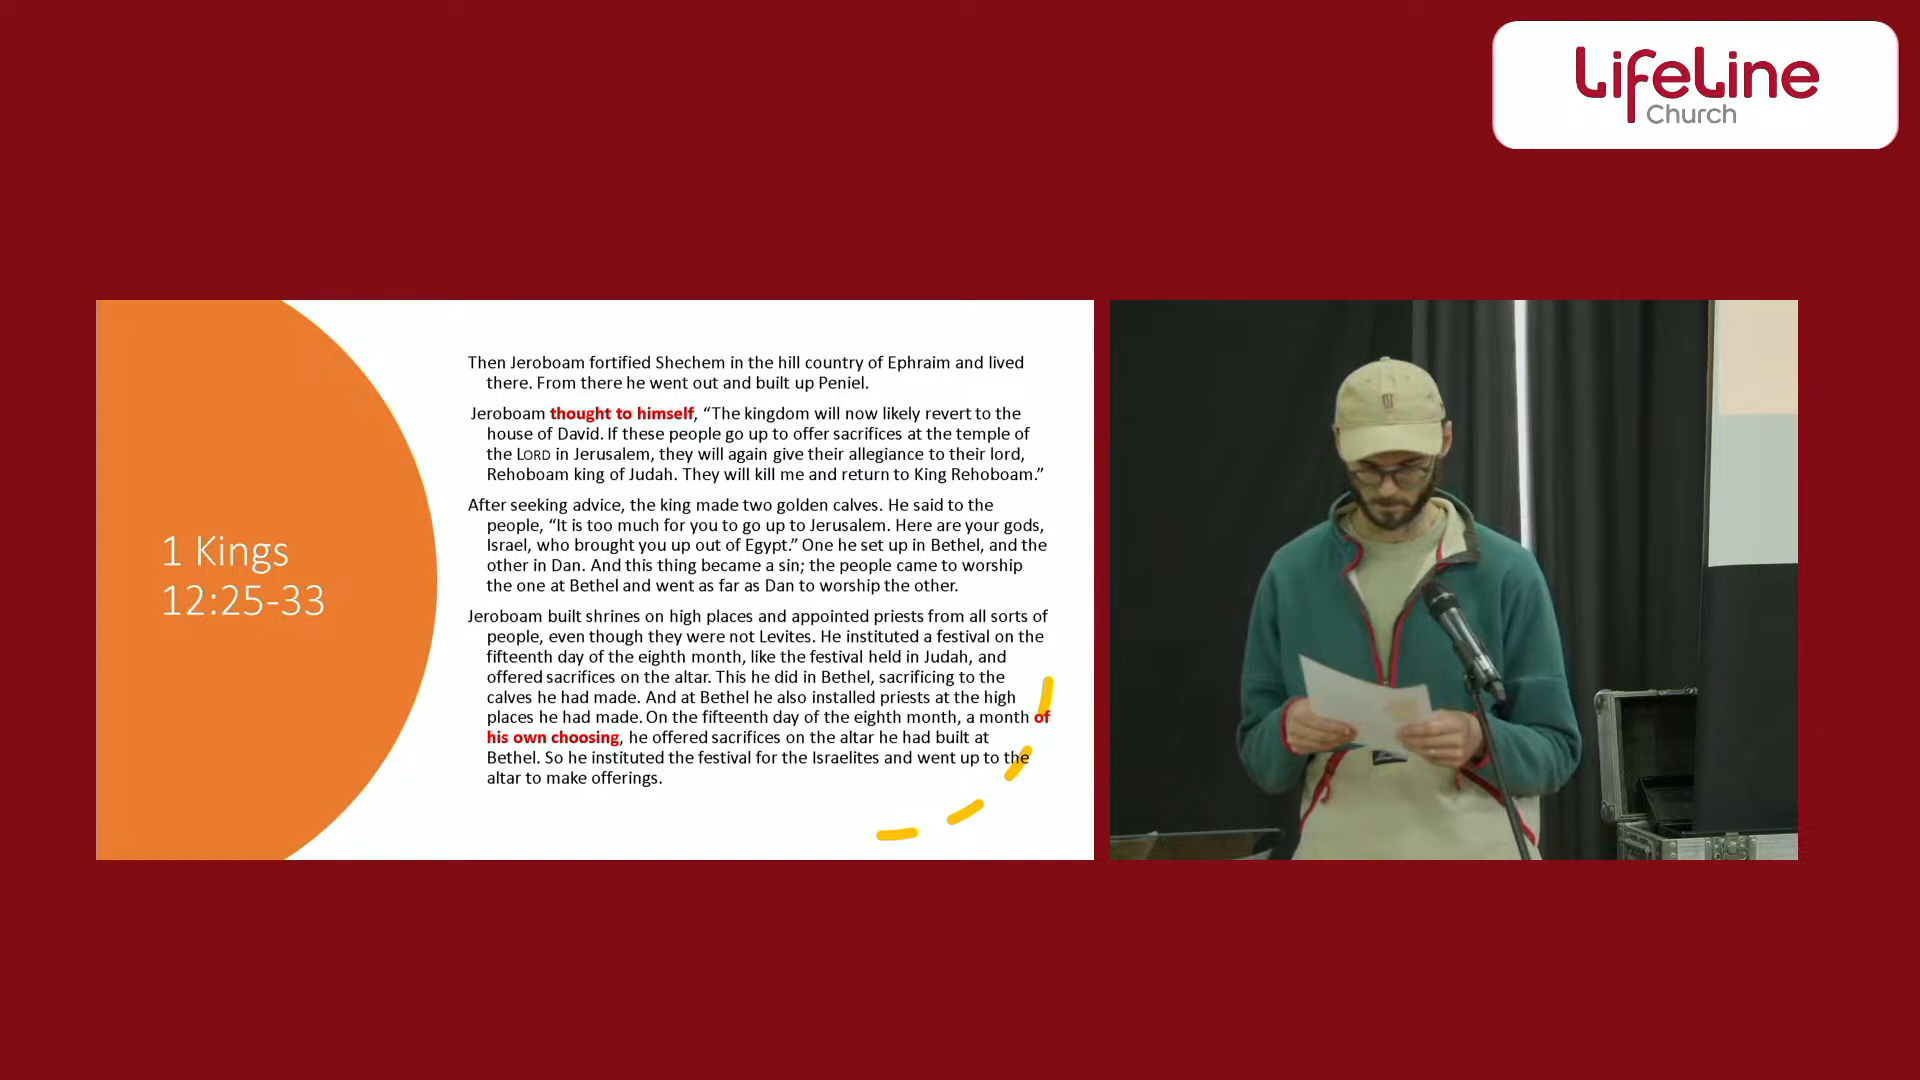 LifeLine
Church
1 Kings
12:25-33
Then Jeroboam fortified Shechem in the hill country of Ephraim and lived
there. From there he went out and built up Peniel.
Jeroboam thought to himself, “The kingdom will now likely revert to the
house of David. If these people go up to offer sacrifices at the temple of
the LORD in Jerusalem, they will again give their allegiance to their lord,
Rehoboam king of Judah. They will kill me and return to King Rehoboam.”
After seeking advice, the king made two golden calves. He said to the
people, “It is too much for you to go up to Jerusalem. Here are your gods,
Israel, who brought you up out of Egypt.” One he set up in Bethel, and the
other in Dan. And this thing became a sin; the people came to worship
the one at Bethel and went as far as Dan to worship the other.
Jeroboam built shrines on high places and appointed priests from all sorts of
people, even though they were not Levites. He instituted a festival on the
fifteenth day of the eighth month, like the festival held in Judah, and
offered sacrifices on the altar. This he did in Bethel, sacrificing to the
calves he had made. And at Bethel he also installed priests at the high
places he had made. On the fifteenth day of the eighth month, a month of
his own choosing, he offered sacrifices on the altar he had built at
Bethel. So he instituted the festival for the Israelites and went up to the
altar to make offerings.